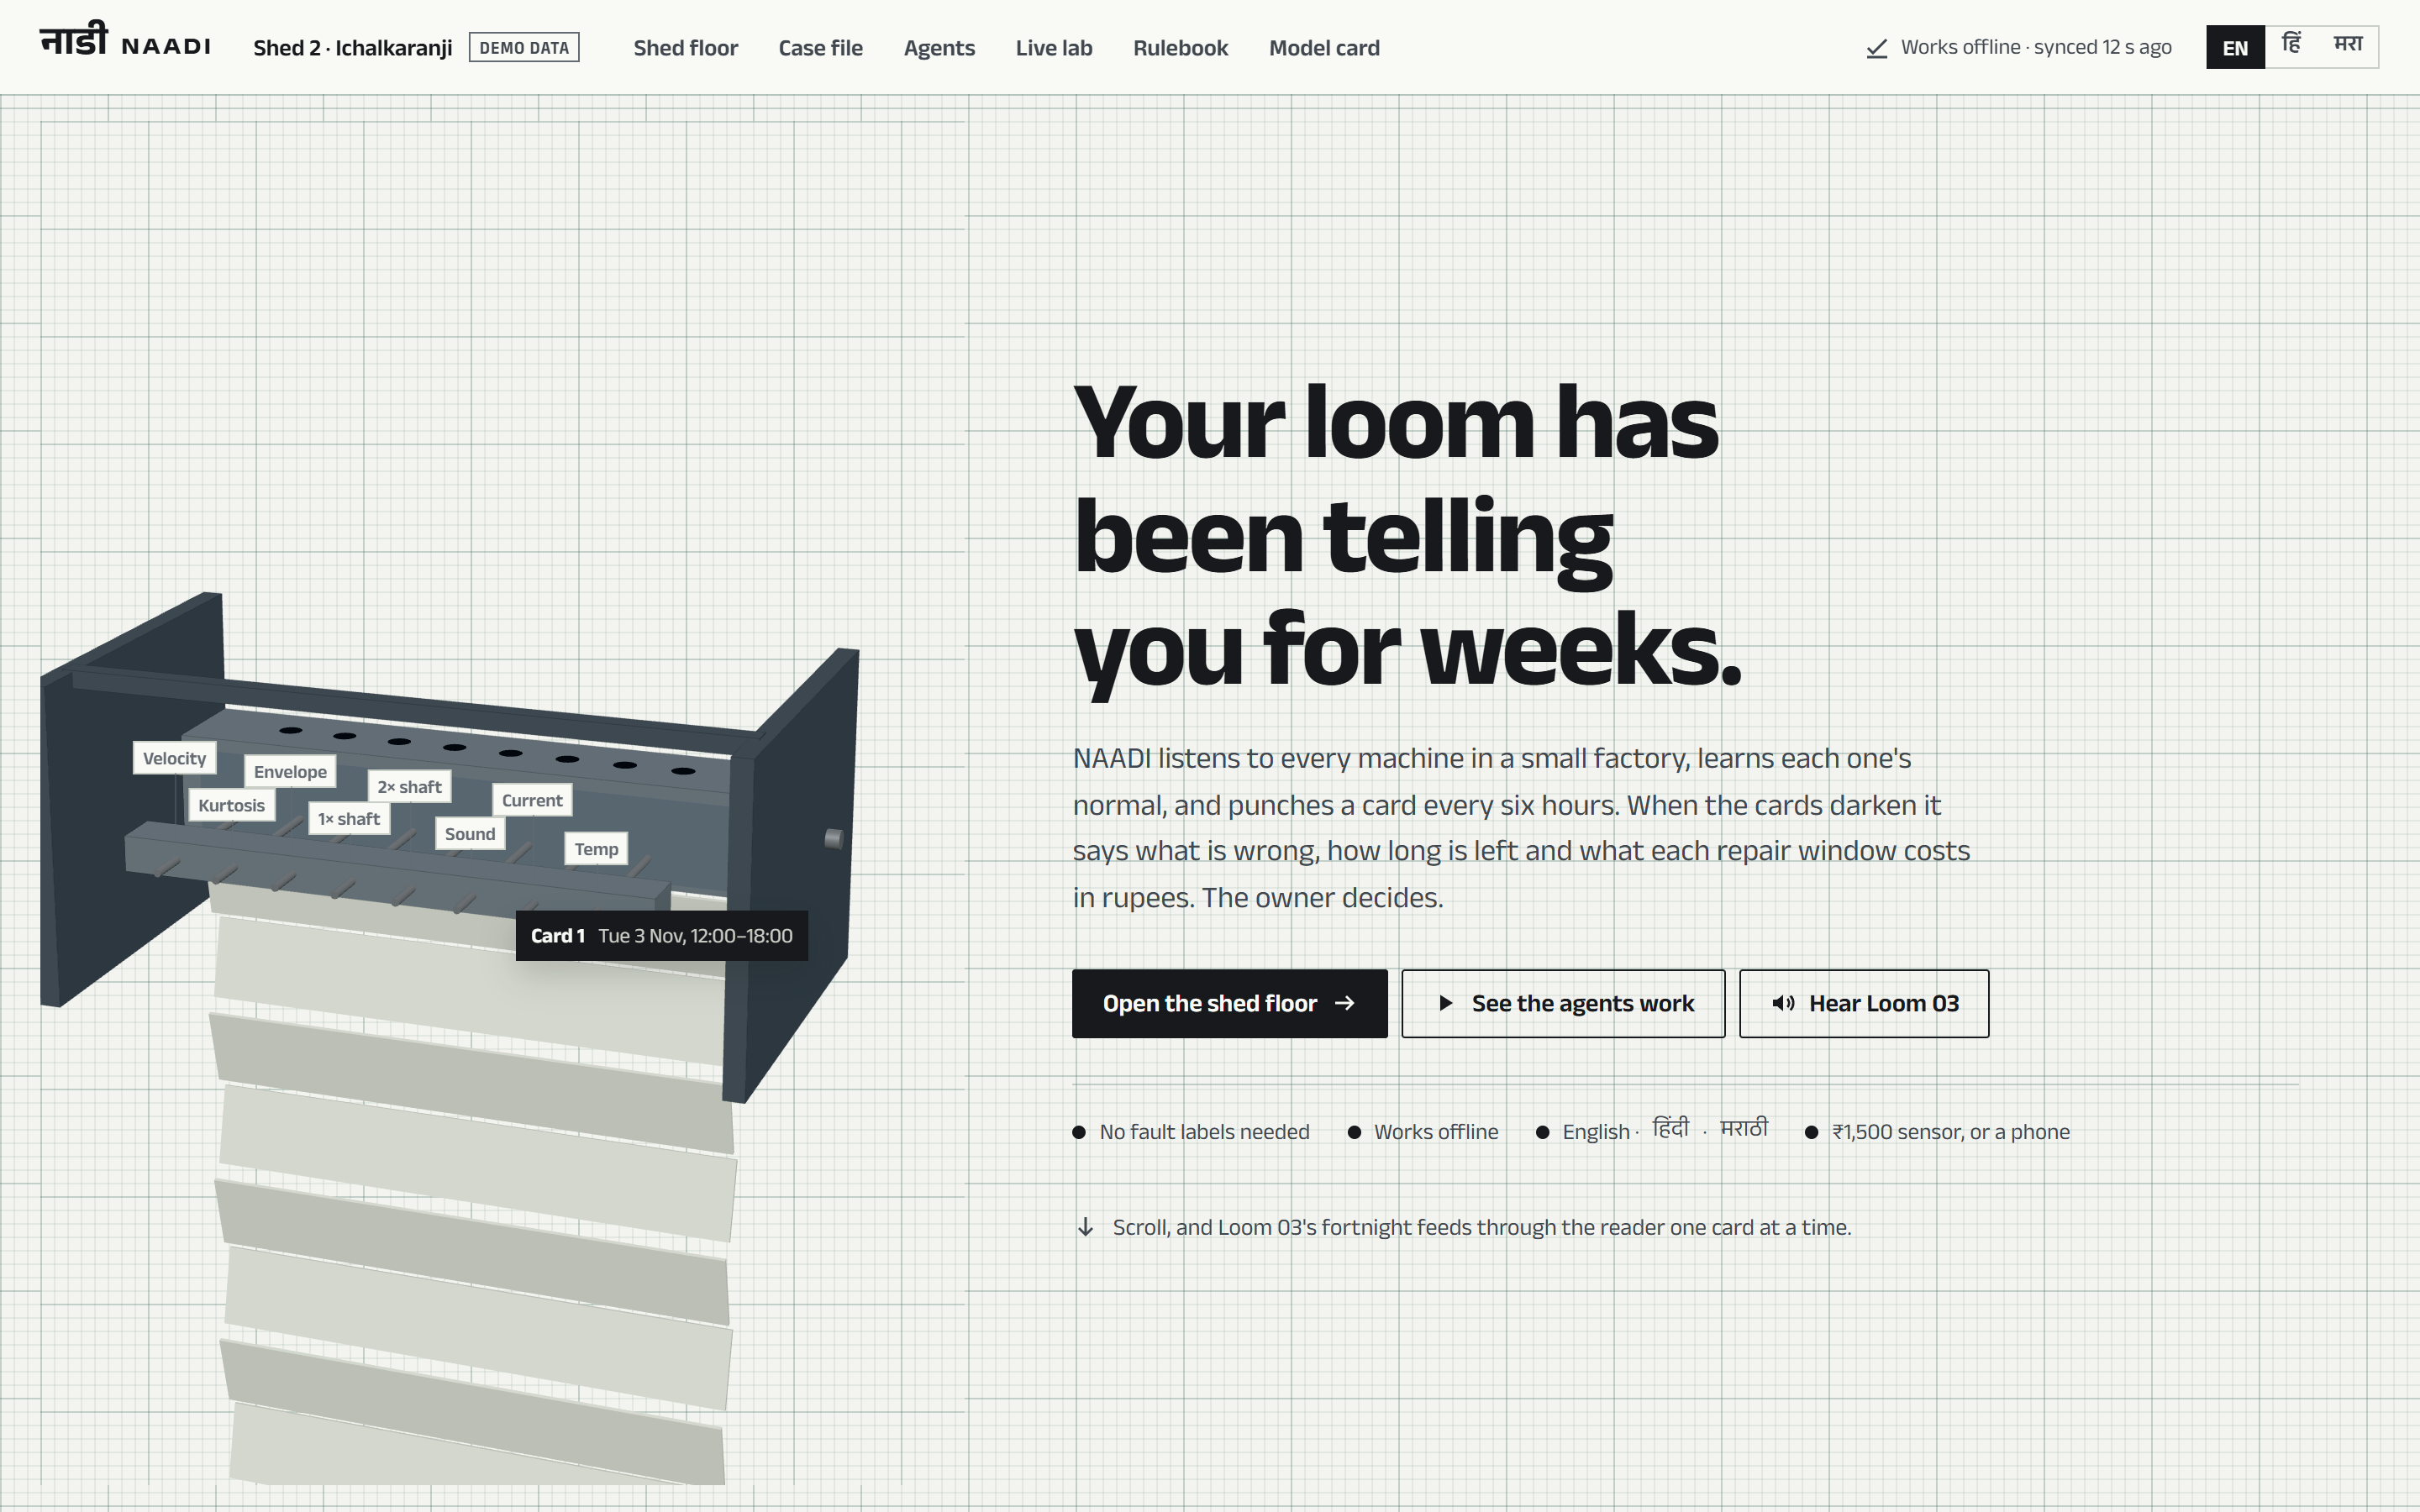 नाडी NAADI
Shed 2 · Ichalkaranji
DEMO DATA
Shed floor
Case file
Agents
Live lab
Rulebook
Model card
Works offline · synced 12 s ago
EN
हिं
मरा
Velocity
Envelope
2× shaft
Current
Kurtosis
1× shaft
Sound
Temp
Card 1 Tue 3 Nov, 12:00–18:00
Your loom has
been telling
you for weeks.
NAADI listens to every machine in a small factory, learns each one's
normal, and punches a card every six hours. When the cards darken it
says what is wrong, how long is left and what each repair window costs
in rupees. The owner decides.
Open the shed floor →
See the agents work
Hear Loom 03
No fault labels needed
Works offline
English · हिंदी · मराठी
₹1,500 sensor, or a phone
↓ Scroll, and Loom 03's fortnight feeds through the reader one card at a time.